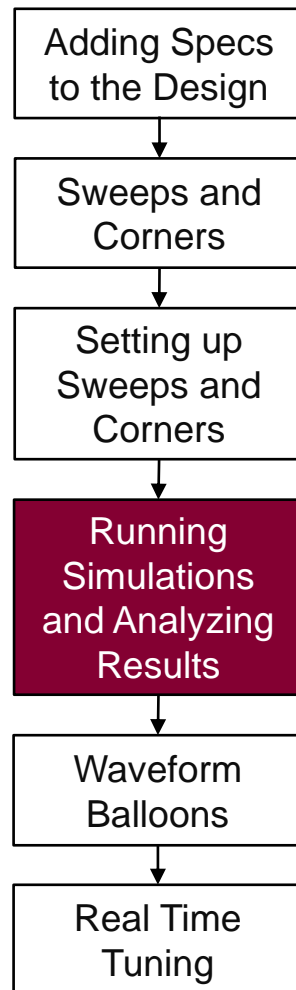 Adding Specs
to the Design
Sweeps and
Corners
Setting up
Sweeps and
Corners
Running
Simulations
and Analyzing
Results
Waveform
Balloons
Real Time
Tuning